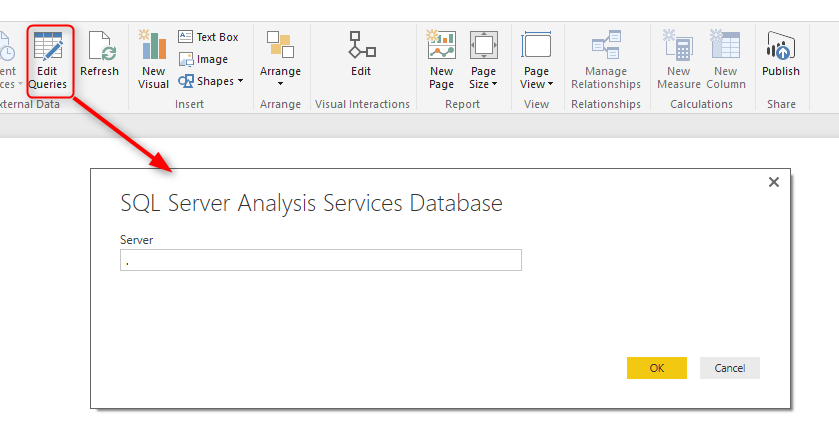 Text Box
Image
Shapes
ent
ces
Edit
Queries
Refresh
New
Visual
Arrange
Edit
New
Page
Page
Size
Page
View
Manage
Relationships
New
Measure
New
Column
Publish
xternal Data
Insert
Arrange
Visual Interactions
Report
View
Relationships
Calculations
Share
SQL Server Analysis Services Database
Server
.
OK
Cancel